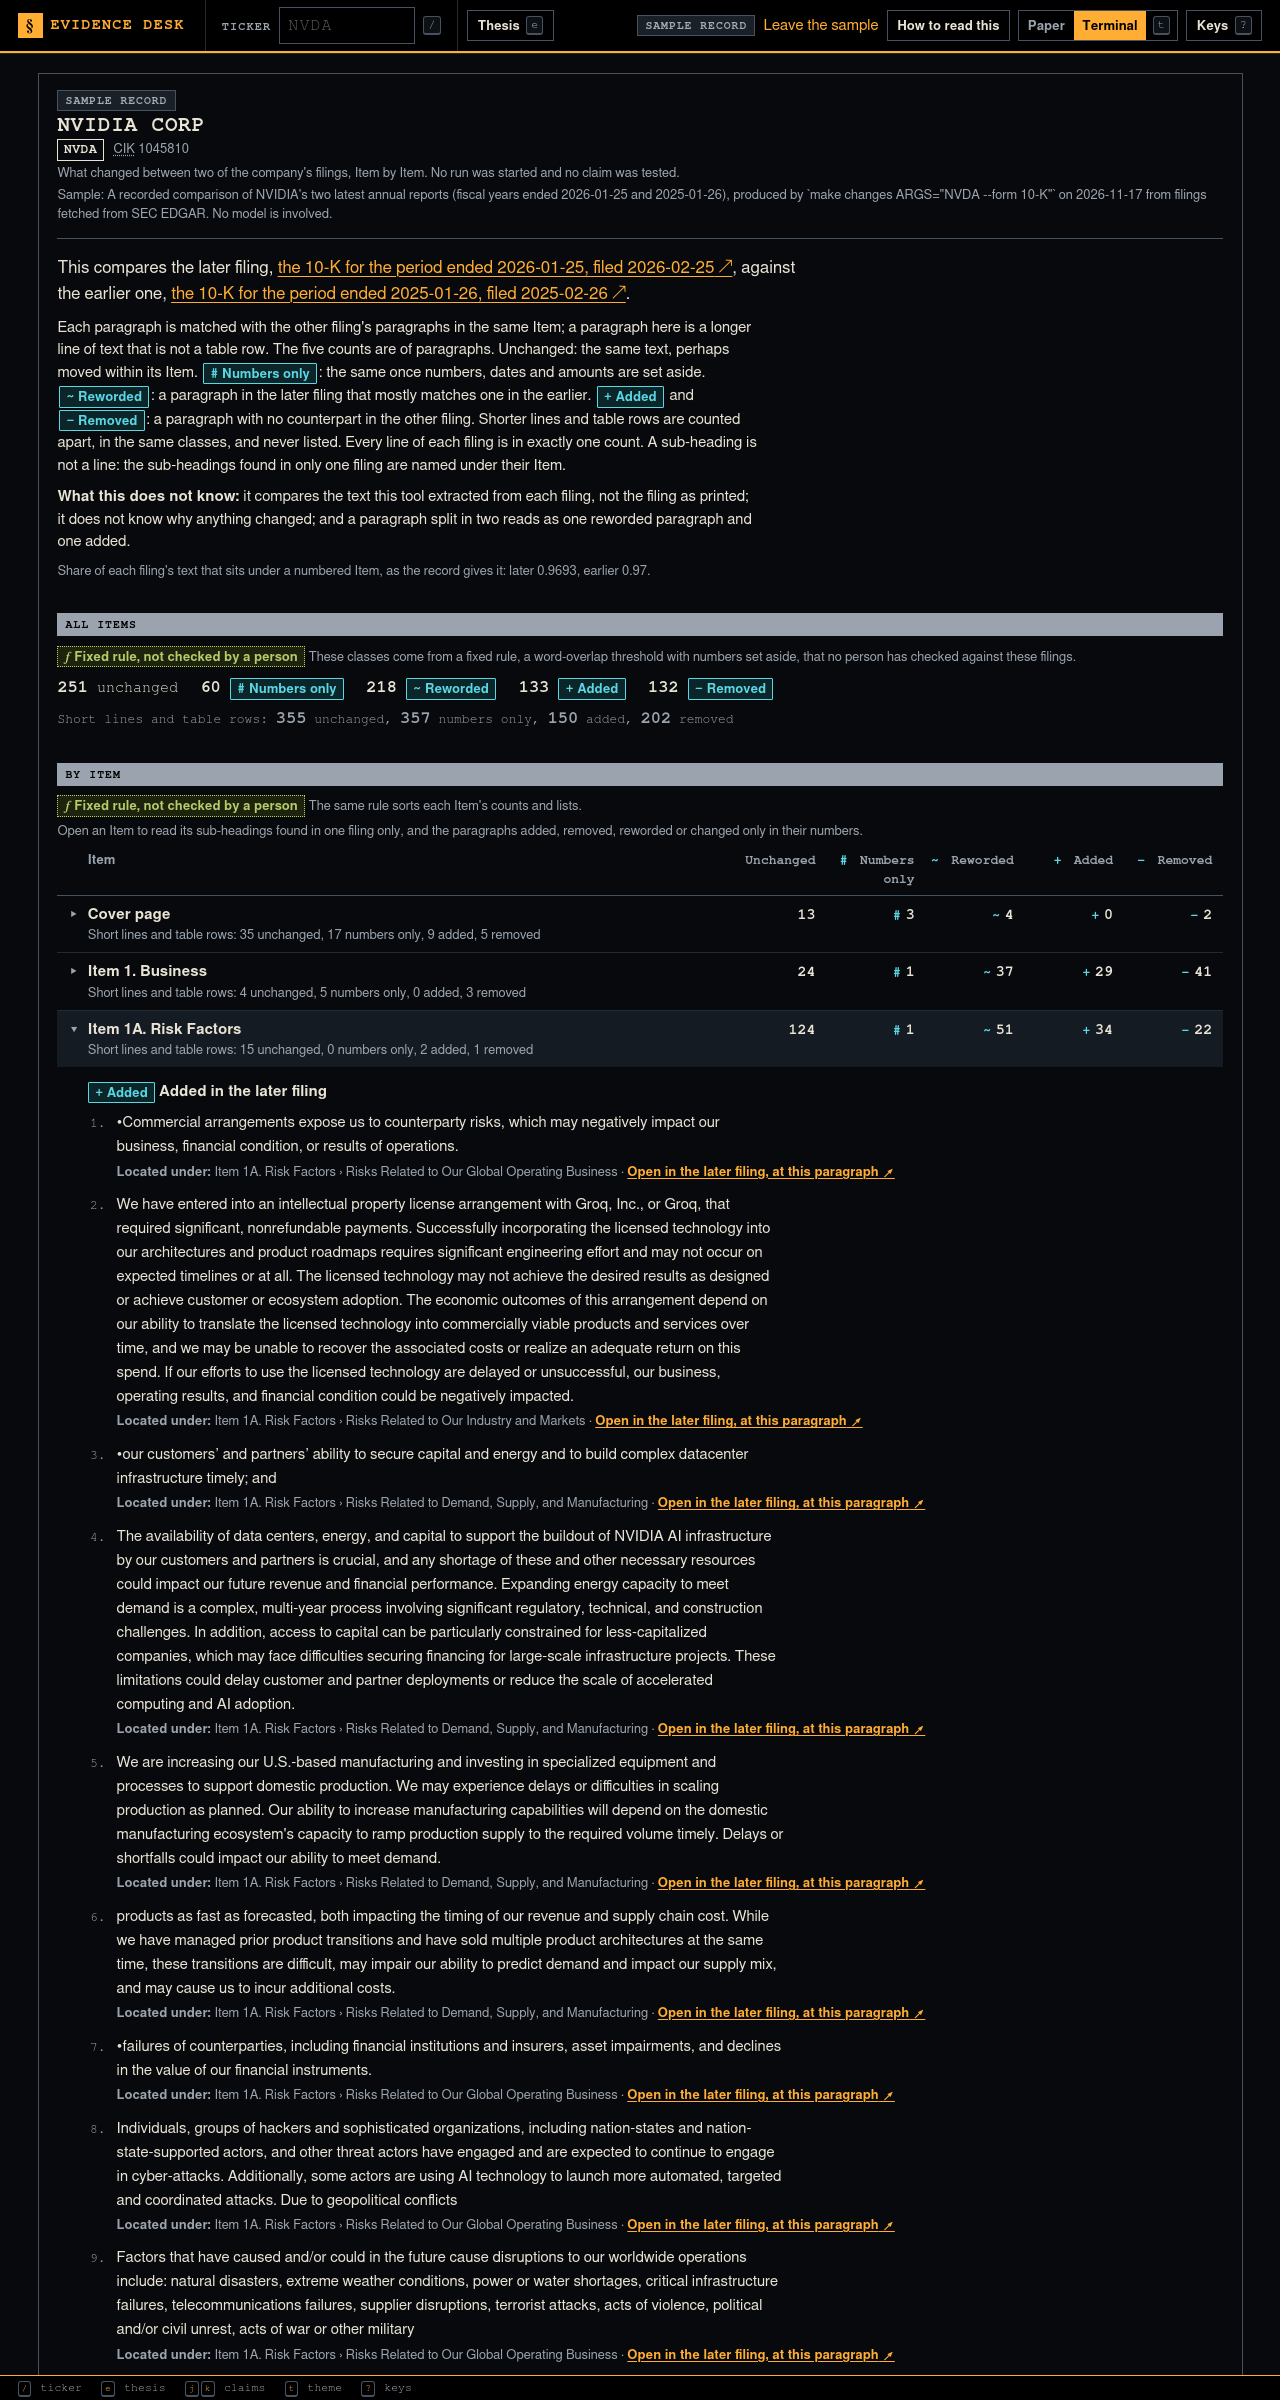 § EVIDENCE DESK TICKER NVDA / Thesis e SAMPLE RECORD Leave the sample How to read this Paper Terminal t Keys ?
SAMPLE RECORD
NVIDIA CORP
NVDA CIK 1045810
What changed between two of the company's filings, Item by Item. No run was started and no claim was tested.
Sample: A recorded comparison of NVIDIA's two latest annual reports (fiscal years ended 2026-01-25 and 2025-01-26), produced by `make changes ARGS="NVDA --form 10-K"` on 2026-11-17 from filings
fetched from SEC EDGAR. No model is involved.
This compares the later filing, the 10-K for the period ended 2026-01-25, filed 2026-02-25 ↗, against
the earlier one, the 10-K for the period ended 2025-01-26, filed 2025-02-26 ↗.
Each paragraph is matched with the other filing's paragraphs in the same Item; a paragraph here is a longer
line of text that is not a table row. The five counts are of paragraphs. Unchanged: the same text, perhaps
moved within its Item. # Numbers only: the same once numbers, dates and amounts are set aside.
~ Reworded: a paragraph in the later filing that mostly matches one in the earlier. + Added and
− Removed: a paragraph with no counterpart in the other filing. Shorter lines and table rows are counted
apart, in the same classes, and never listed. Every line of each filing is in exactly one count. A sub-heading is
not a line: the sub-headings found in only one filing are named under their Item.
What this does not know: it compares the text this tool extracted from each filing, not the filing as printed;
it does not know why anything changed; and a paragraph split in two reads as one reworded paragraph and
one added.
Share of each filing's text that sits under a numbered Item, as the record gives it: later 0.9693, earlier 0.97.
ALL ITEMS
ƒ Fixed rule, not checked by a person These classes come from a fixed rule, a word-overlap threshold with numbers set aside, that no person has checked against these filings.
251 unchanged 60 # Numbers only 218 ~ Reworded 133 + Added 132 − Removed
Short lines and table rows: 355 unchanged, 357 numbers only, 150 added, 202 removed
BY ITEM
ƒ Fixed rule, not checked by a person The same rule sorts each Item's counts and lists.
Open an Item to read its sub-headings found in one filing only, and the paragraphs added, removed, reworded or changed only in their numbers.
Item Unchanged # Numbers only ~ Reworded + Added − Removed
▸ Cover page 13 # 3 ~ 4 + 0 − 2
Short lines and table rows: 35 unchanged, 17 numbers only, 9 added, 5 removed
▸ Item 1. Business 24 # 1 ~ 37 + 29 − 41
Short lines and table rows: 4 unchanged, 5 numbers only, 0 added, 3 removed
▾ Item 1A. Risk Factors 124 # 1 ~ 51 + 34 − 22
Short lines and table rows: 15 unchanged, 0 numbers only, 2 added, 1 removed
+ Added Added in the later filing
1. •Commercial arrangements expose us to counterparty risks, which may negatively impact our
business, financial condition, or results of operations.
Located under: Item 1A. Risk Factors › Risks Related to Our Global Operating Business · Open in the later filing, at this paragraph ↗
2. We have entered into an intellectual property license arrangement with Groq, Inc., or Groq, that
required significant, nonrefundable payments. Successfully incorporating the licensed technology into
our architectures and product roadmaps requires significant engineering effort and may not occur on
expected timelines or at all. The licensed technology may not achieve the desired results as designed
or achieve customer or ecosystem adoption. The economic outcomes of this arrangement depend on
our ability to translate the licensed technology into commercially viable products and services over
time, and we may be unable to recover the associated costs or realize an adequate return on this
spend. If our efforts to use the licensed technology are delayed or unsuccessful, our business,
operating results, and financial condition could be negatively impacted.
Located under: Item 1A. Risk Factors › Risks Related to Our Industry and Markets · Open in the later filing, at this paragraph ↗
3. •our customers’ and partners’ ability to secure capital and energy and to build complex datacenter
infrastructure timely; and
Located under: Item 1A. Risk Factors › Risks Related to Demand, Supply, and Manufacturing · Open in the later filing, at this paragraph ↗
4. The availability of data centers, energy, and capital to support the buildout of NVIDIA AI infrastructure
by our customers and partners is crucial, and any shortage of these and other necessary resources
could impact our future revenue and financial performance. Expanding energy capacity to meet
demand is a complex, multi-year process involving significant regulatory, technical, and construction
challenges. In addition, access to capital can be particularly constrained for less-capitalized
companies, which may face difficulties securing financing for large-scale infrastructure projects. These
limitations could delay customer and partner deployments or reduce the scale of accelerated
computing and AI adoption.
Located under: Item 1A. Risk Factors › Risks Related to Demand, Supply, and Manufacturing · Open in the later filing, at this paragraph ↗
5. We are increasing our U.S.-based manufacturing and investing in specialized equipment and
processes to support domestic production. We may experience delays or difficulties in scaling
production as planned. Our ability to increase manufacturing capabilities will depend on the domestic
manufacturing ecosystem's capacity to ramp production supply to the required volume timely. Delays or
shortfalls could impact our ability to meet demand.
Located under: Item 1A. Risk Factors › Risks Related to Demand, Supply, and Manufacturing · Open in the later filing, at this paragraph ↗
6. products as fast as forecasted, both impacting the timing of our revenue and supply chain cost. While
we have managed prior product transitions and have sold multiple product architectures at the same
time, these transitions are difficult, may impair our ability to predict demand and impact our supply mix,
and may cause us to incur additional costs.
Located under: Item 1A. Risk Factors › Risks Related to Demand, Supply, and Manufacturing · Open in the later filing, at this paragraph ↗
7. •failures of counterparties, including financial institutions and insurers, asset impairments, and declines
in the value of our financial instruments.
Located under: Item 1A. Risk Factors › Risks Related to Our Global Operating Business · Open in the later filing, at this paragraph ↗
8. Individuals, groups of hackers and sophisticated organizations, including nation-states and nation-
state-supported actors, and other threat actors have engaged and are expected to continue to engage
in cyber-attacks. Additionally, some actors are using AI technology to launch more automated, targeted
and coordinated attacks. Due to geopolitical conflicts
Located under: Item 1A. Risk Factors › Risks Related to Our Global Operating Business · Open in the later filing, at this paragraph ↗
9. Factors that have caused and/or could in the future cause disruptions to our worldwide operations
include: natural disasters, extreme weather conditions, power or water shortages, critical infrastructure
failures, telecommunications failures, supplier disruptions, terrorist attacks, acts of violence, political
and/or civil unrest, acts of war or other military
Located under: Item 1A. Risk Factors › Risks Related to Our Global Operating Business · Open in the later filing, at this paragraph ↗
/ ticker e thesis j k claims t theme ? keys